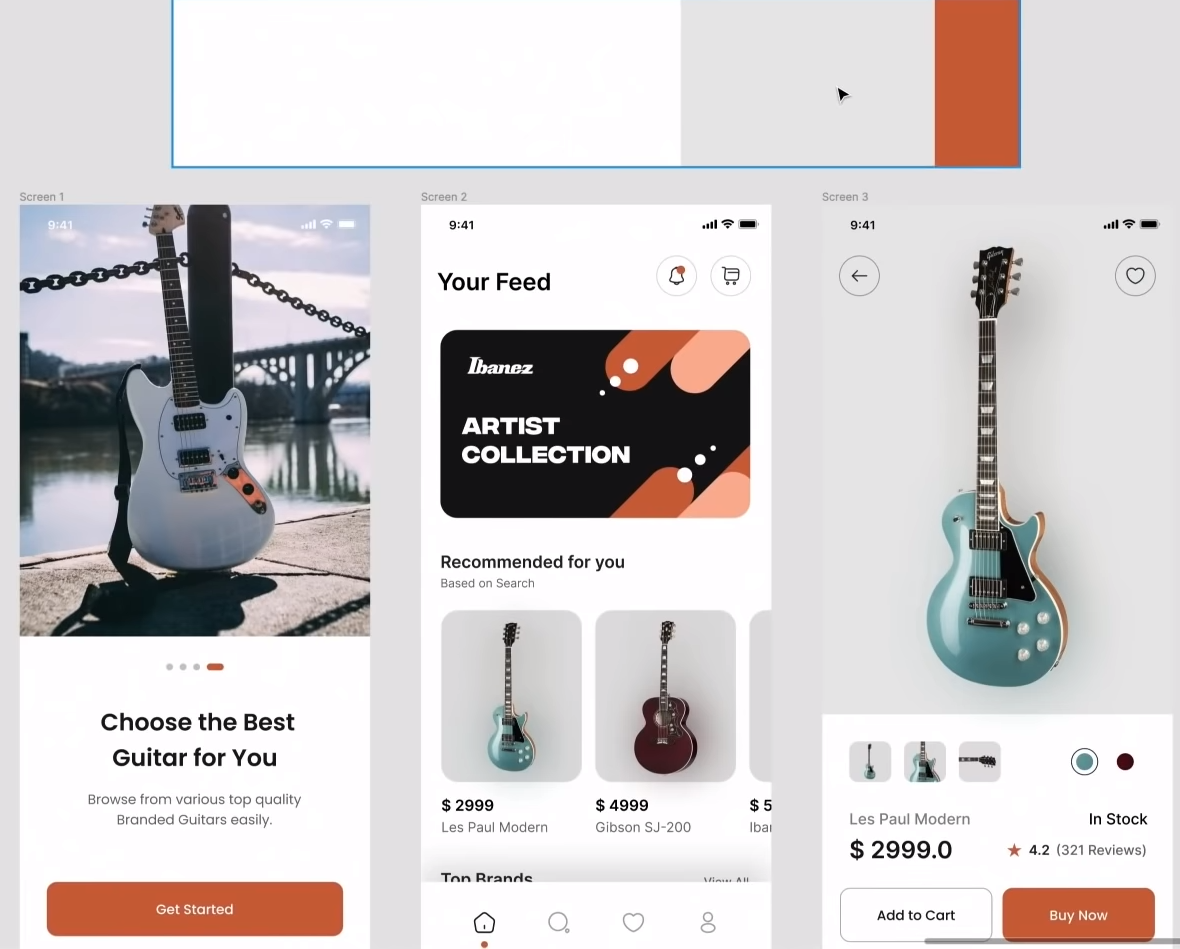 Screen 1
9:41
Choose the Best
Guitar for You
Browse from various top quality
Branded Guitars easily.
Get Started
Screen 2
9:41
Your Feed
Ibanez
ARTIST
COLLECTION
Recommended for you
Based on Search
$ 2999
Les Paul Modern
$ 4999
Gibson SJ-200
$ 5
Iba
Top Brands
View All
Screen 3
9:41
Gibson
Les Paul Modern
In Stock
$ 2999.0
4.2 (321 Reviews)
Add to Cart
Buy Now